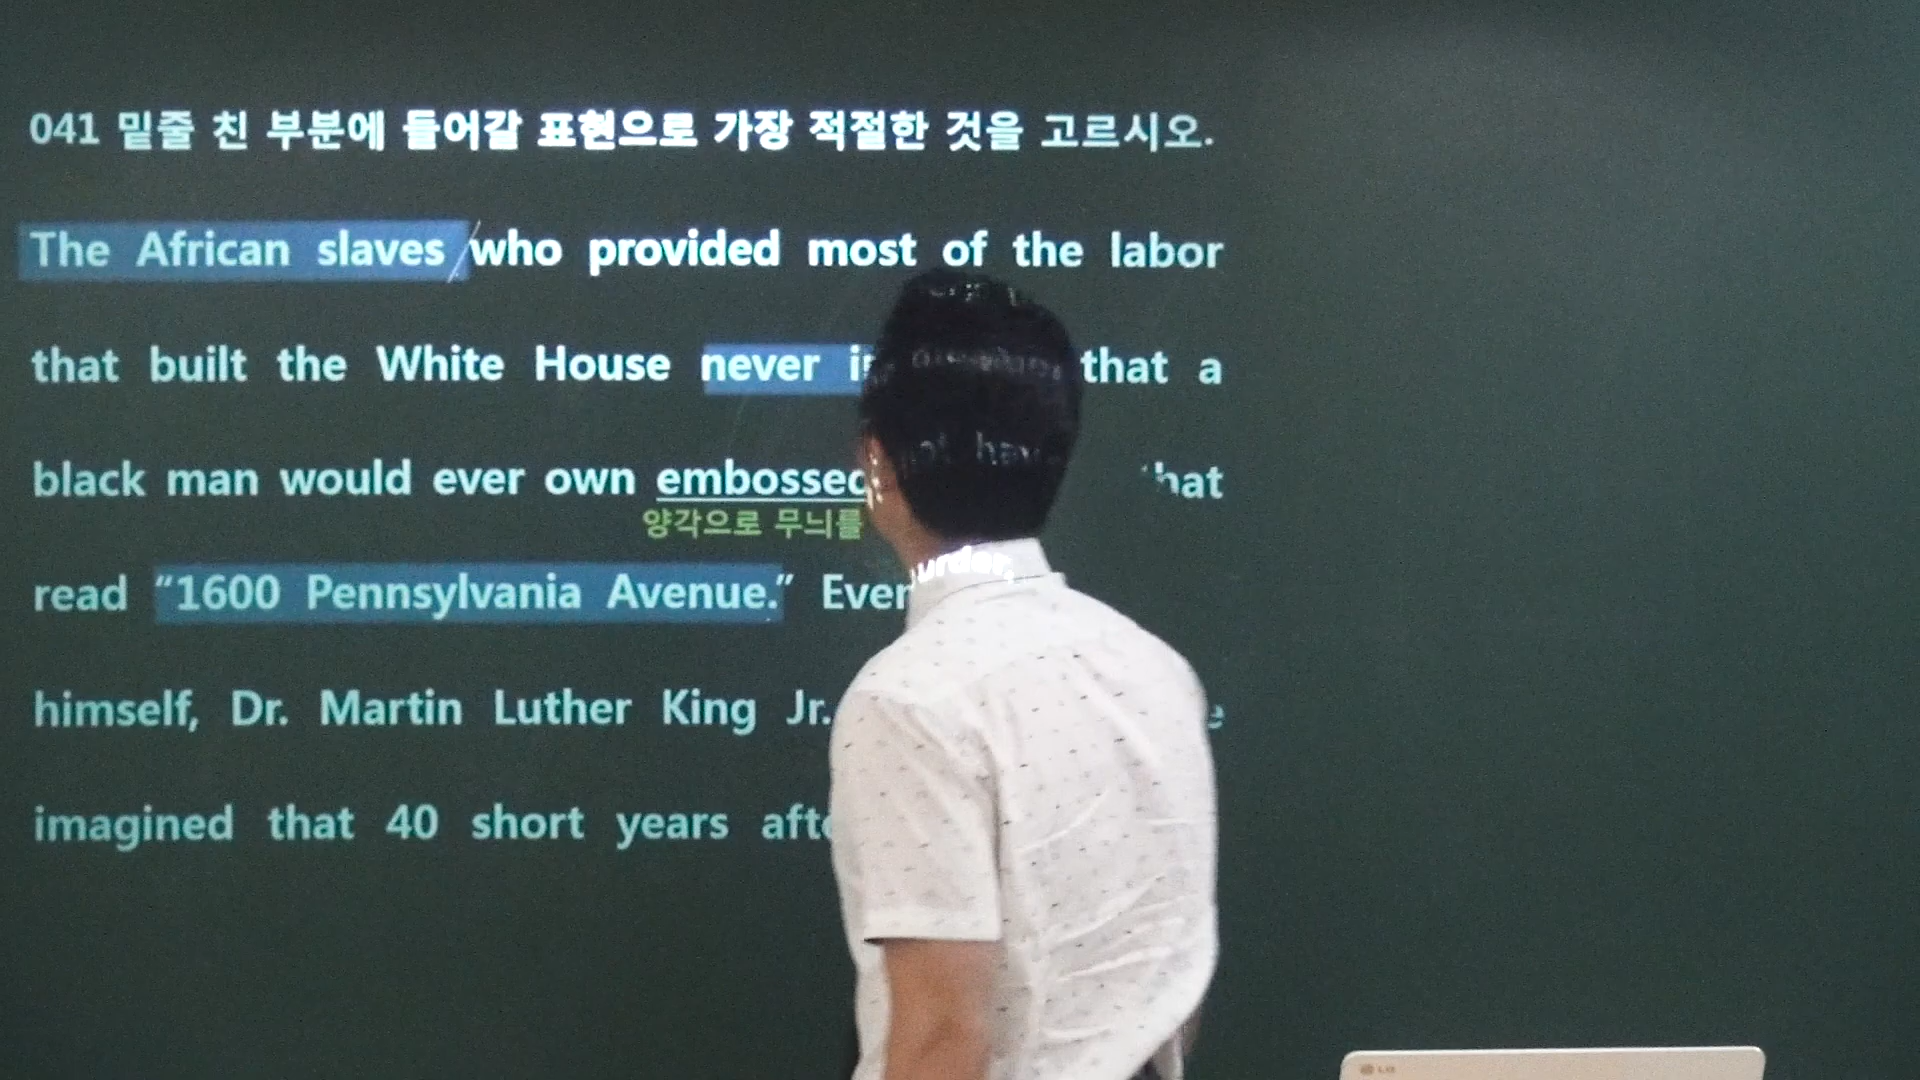 041 밑줄 친 부분에 들어갈 표현으로 가장 적절한 것을 고르시오.
The African slaves who provided most of the labor
that built the White House never that a
black man would ever own embossed that
양각으로 무늬를
read “1600 Pennsylvania Avenue.” Even
himself, Dr. Martin Luther King Jr.
imagined that 40 short years
LG